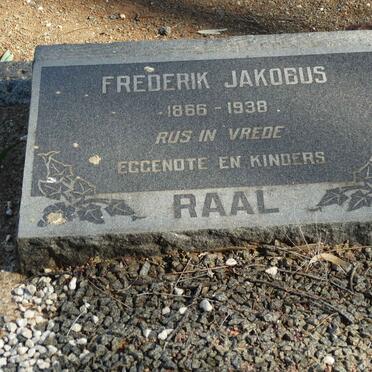 FREDERIK JAKOBUS
1866 - 1938.
RUS IN VREDE
EGGENOTE EN KINDERS
RAAL